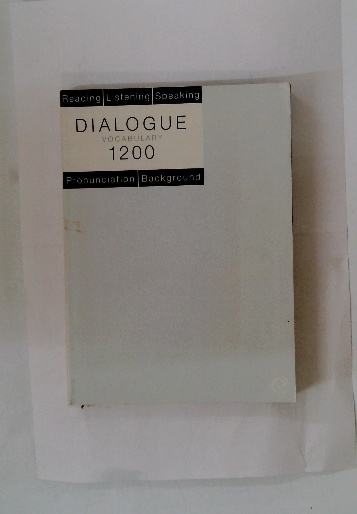 Reading Listening Speaking
DIALOGUE
VOCABULARY
1200
Pronunciation Background